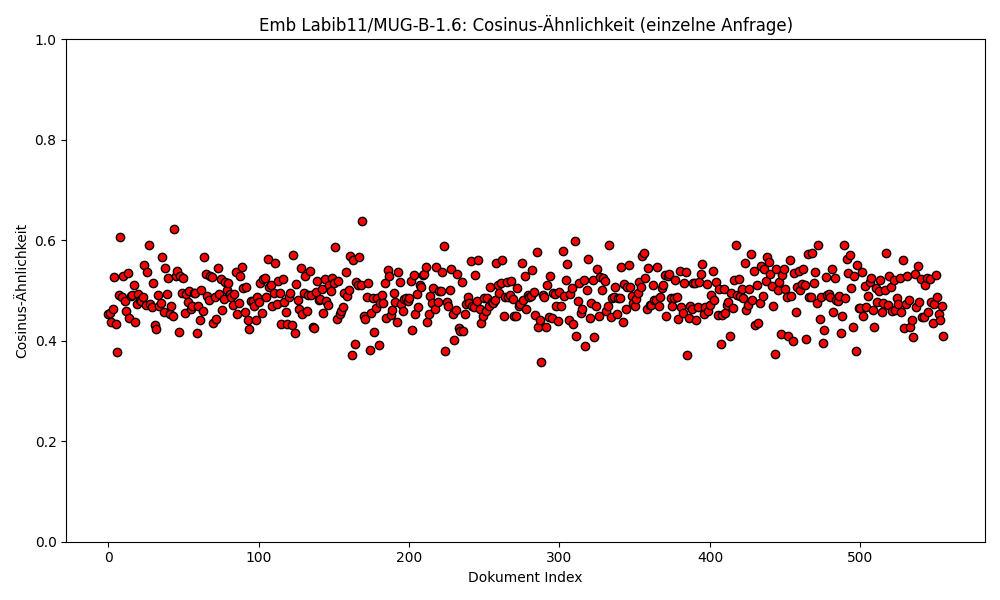 Emb Labib11/MUG-B-1.6: Cosinus-Ähnlichkeit (einzelne Anfrage)
1.0
0.8
0.6
0.4
0.2
0.0
Cosinus-Ähnlichkeit
0 100 200 300 400 500
Dokument Index